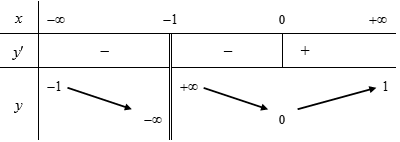 x −∞ −1 0 +∞
y′ − − +
−1 +∞ 1
y
−∞ 0